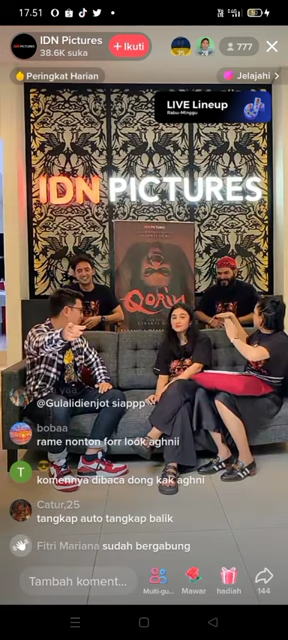 17.51
IDN Pictures
38.6K suka
+ Ikuti
777
Peringkat Harian
Jelajahi >
LIVE Lineup
Rabu-Minggu
IDN PICTURES
Qorin
@Gulalidienjot siappp
bobaa
rame nonton forr look aghnii
T
komennya dibaca dong kak aghni
Catur,25
tangkap auto tangkap balik
Fitri Mariana sudah bergabung
Tambah koment...
Multi-gu...
Mawar
hadiah
144